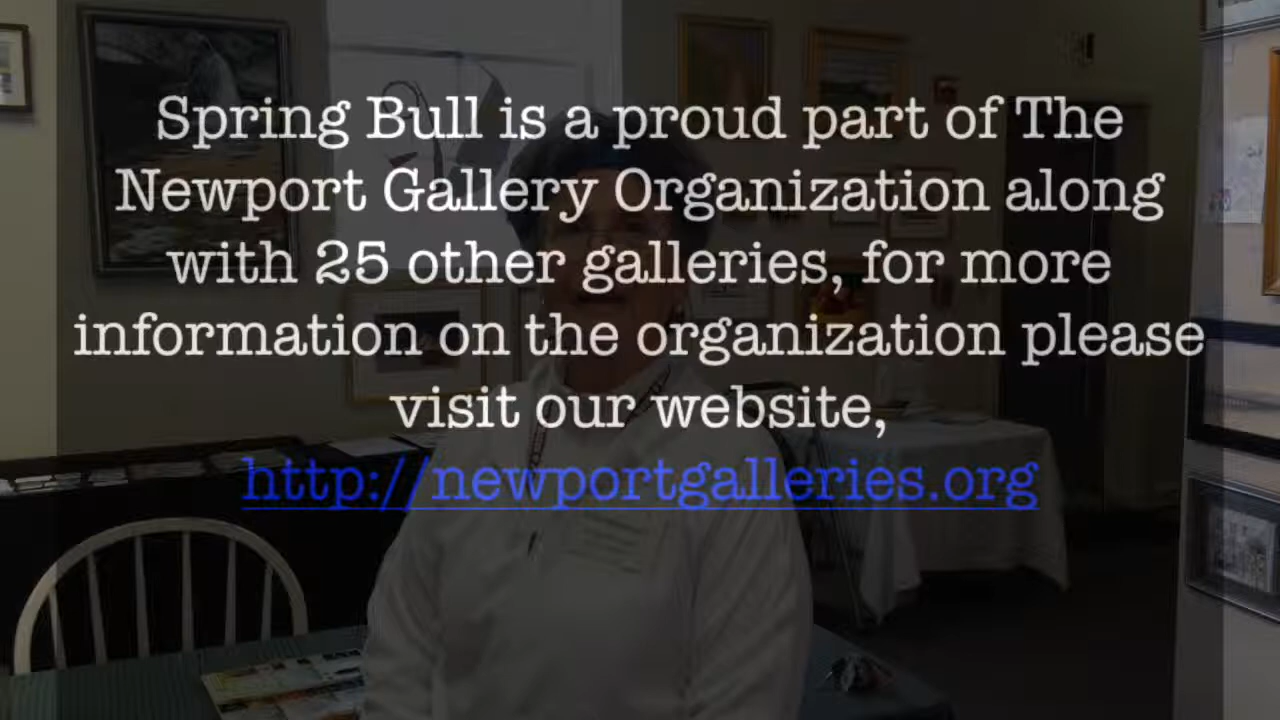 Spring Bull is a proud part of The
Newport Gallery Organization along
with 25 other galleries, for more
information on the organization please
visit our website,
http://newportgalleries.org